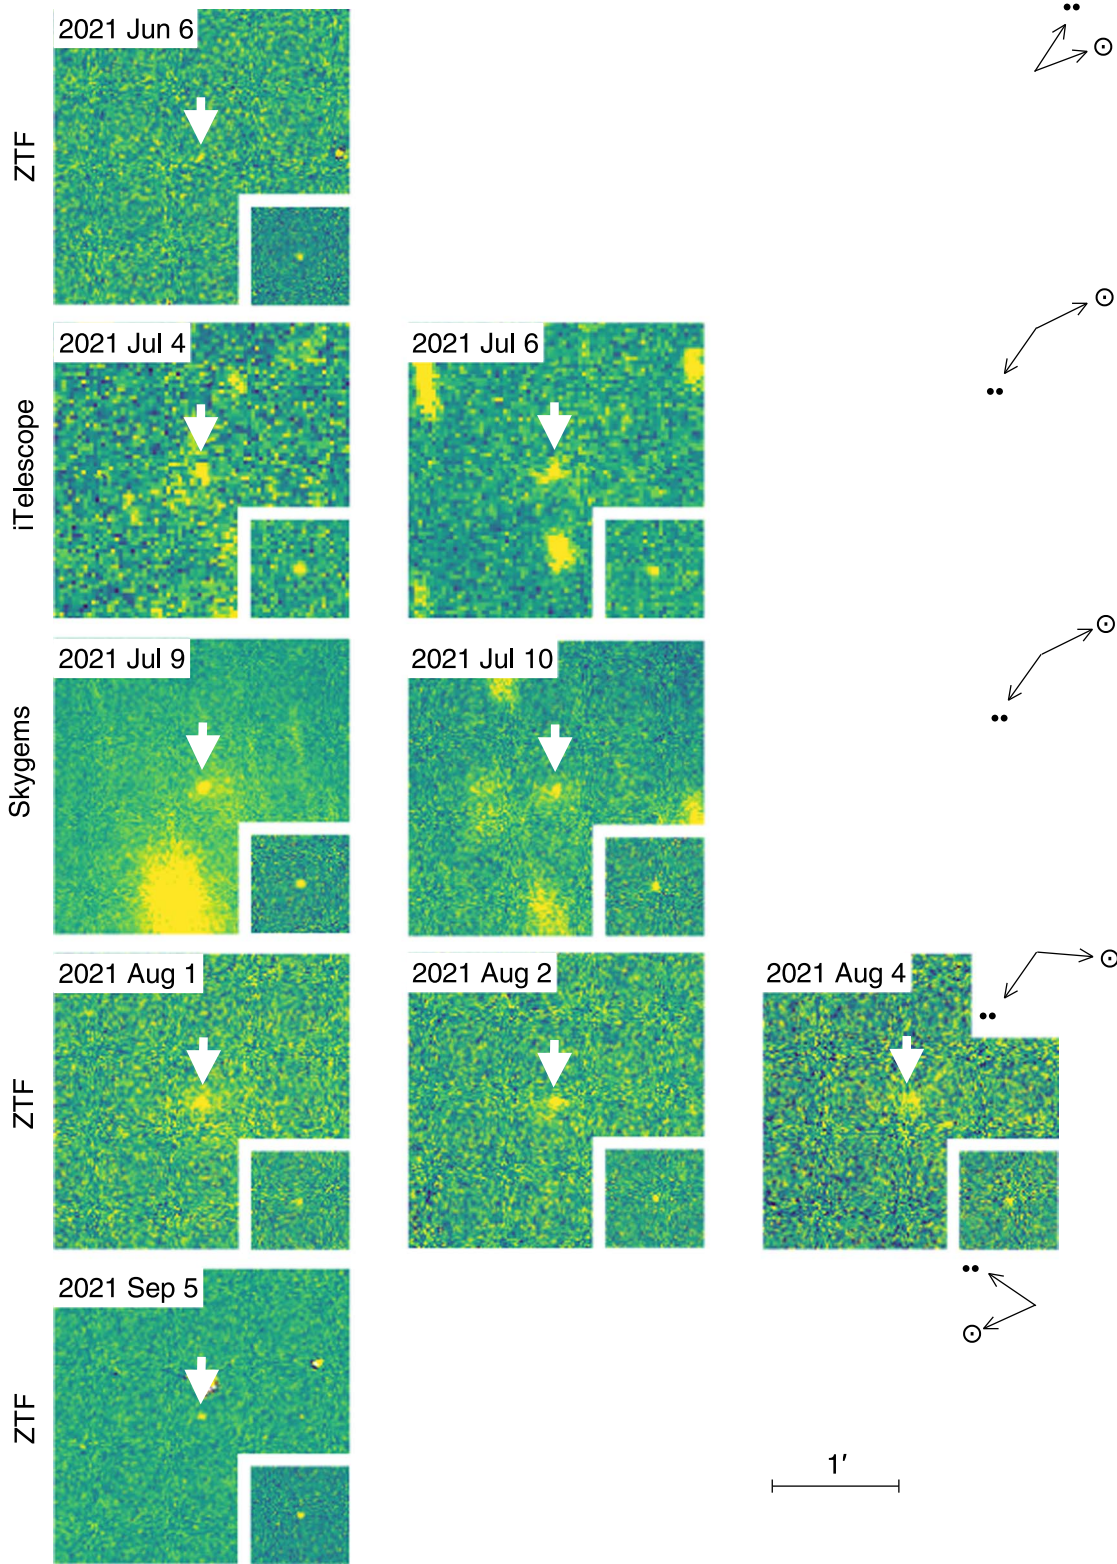 2021 Jun 6
ZTF
2021 Jul 4
2021 Jul 6
iTelescope
2021 Jul 9
2021 Jul 10
Skygems
2021 Aug 1
2021 Aug 2
2021 Aug 4
ZTF
2021 Sep 5
ZTF
1′